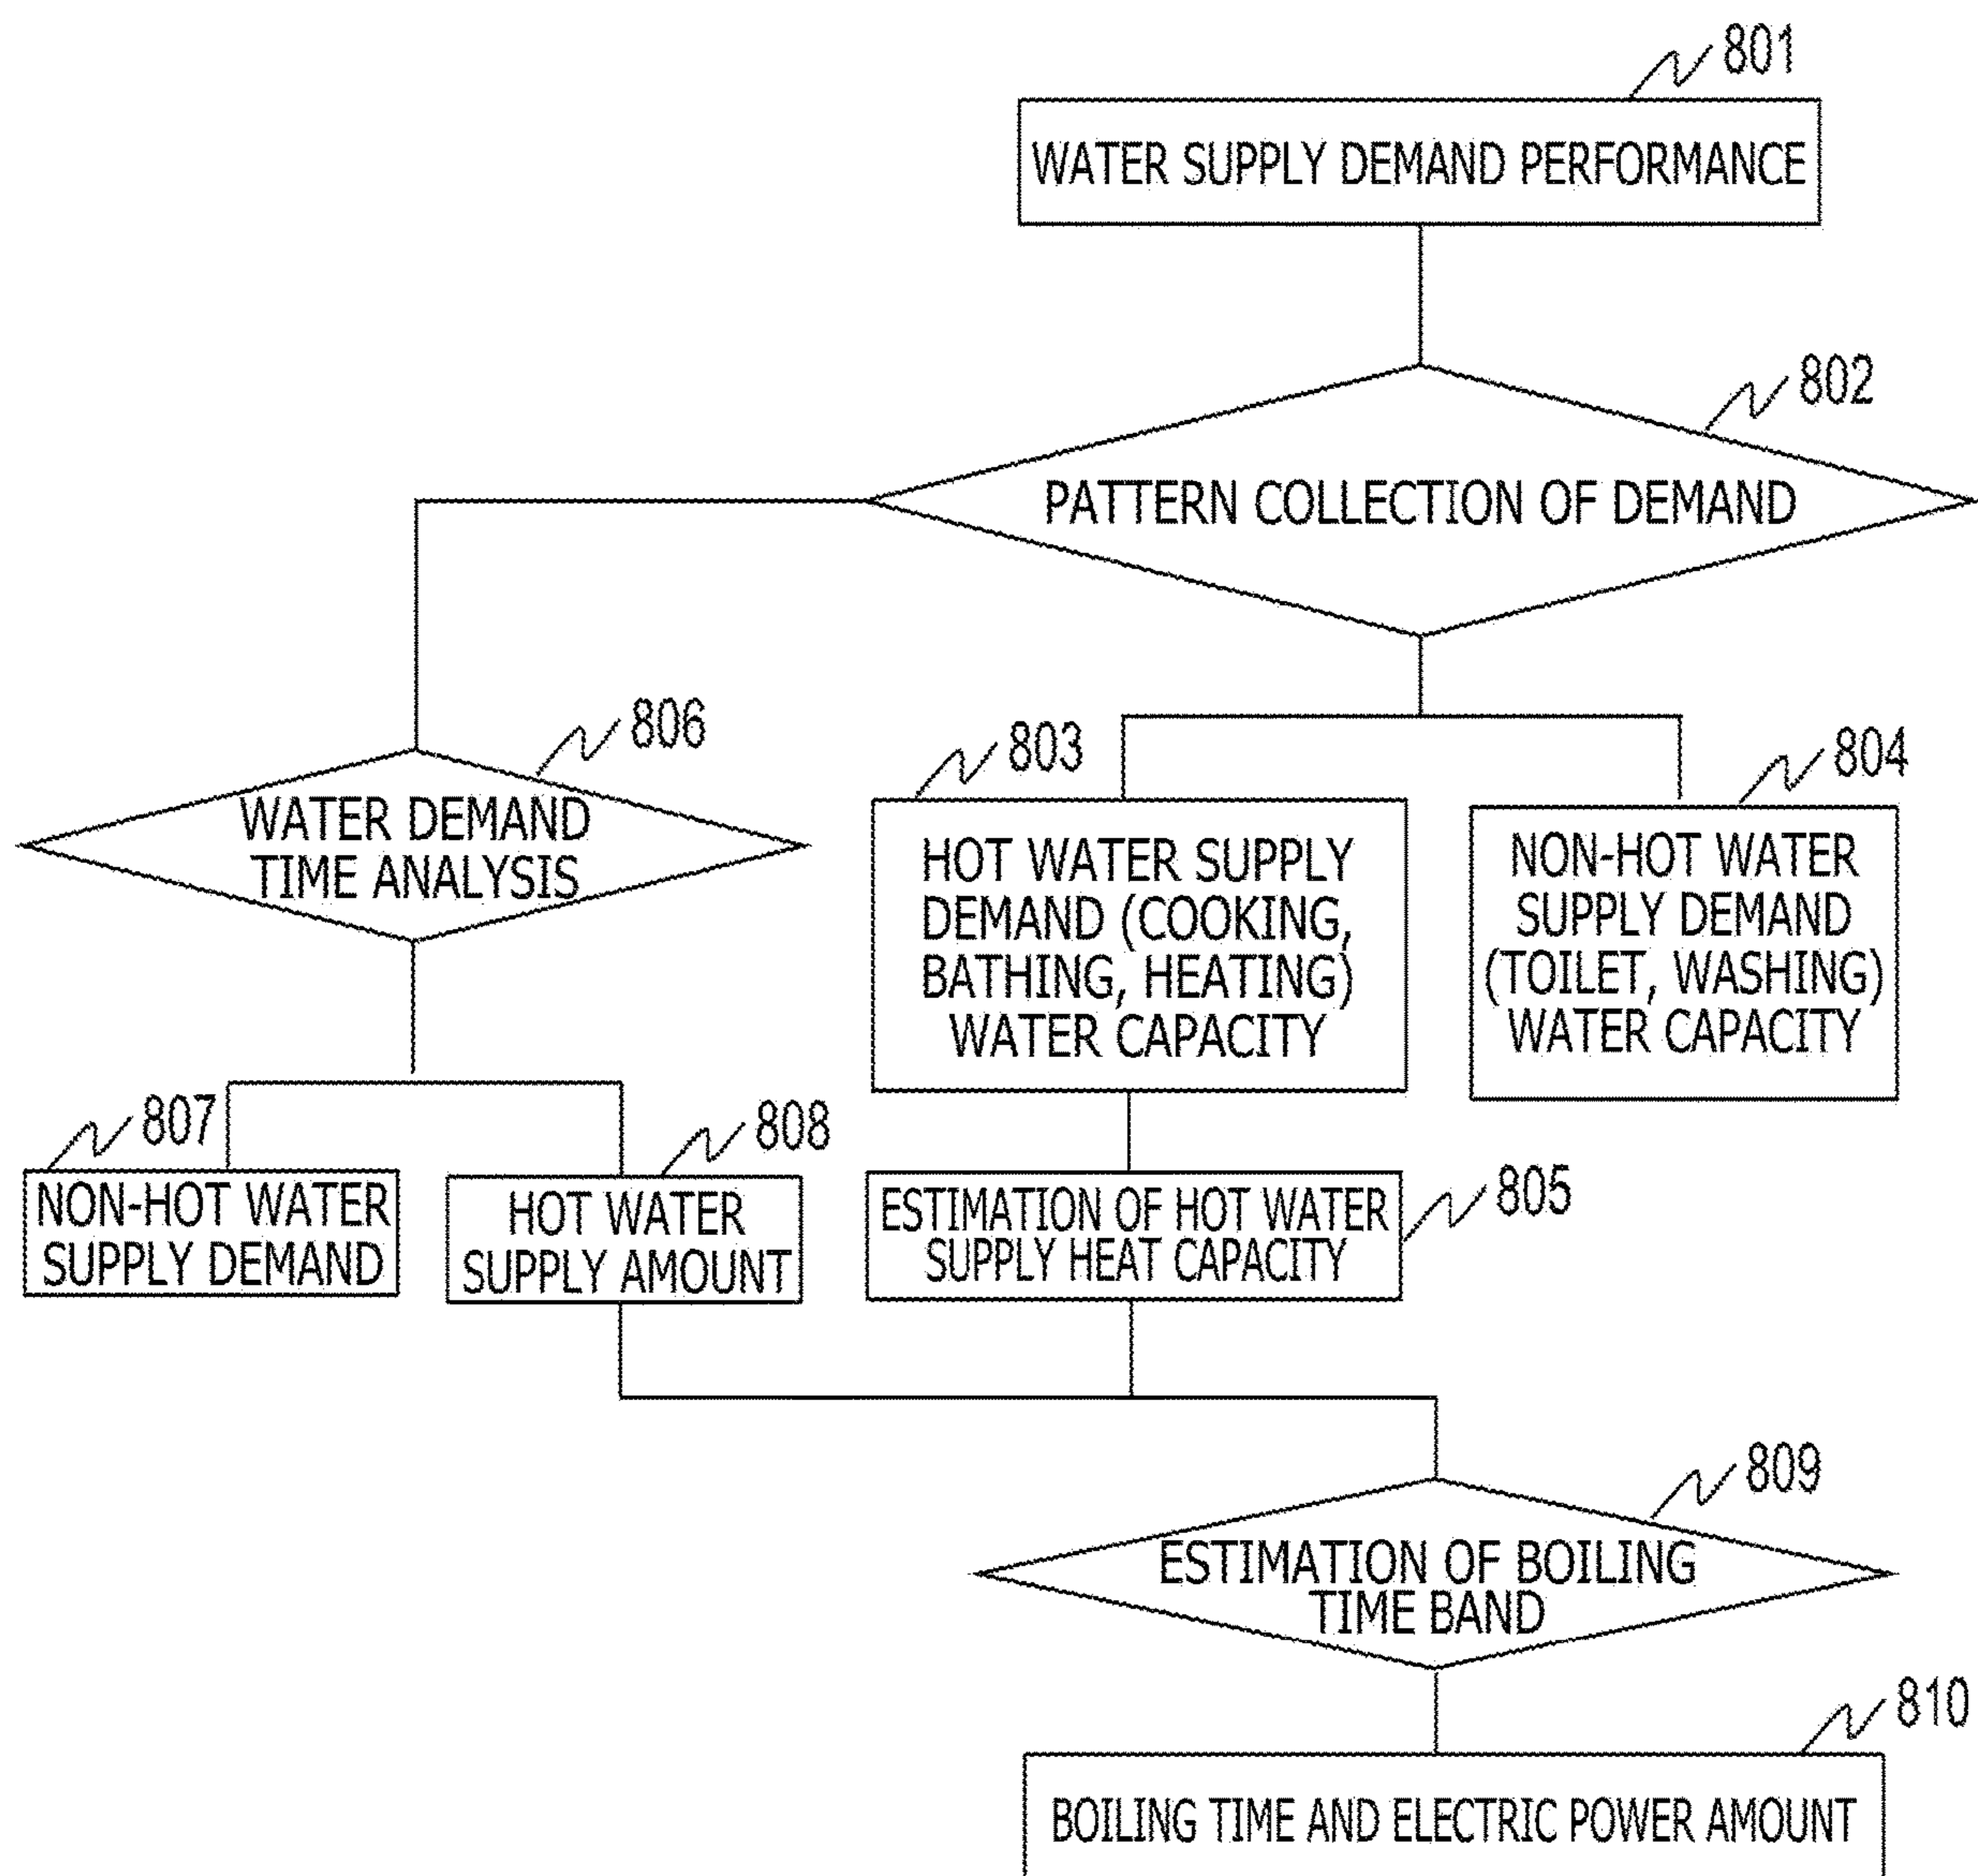 801
WATER SUPPLY DEMAND PERFORMANCE
802
PATTERN COLLECTION OF DEMAND
806
WATER DEMAND
TIME ANALYSIS
803
HOT WATER SUPPLY
DEMAND (COOKING,
BATHING, HEATING)
WATER CAPACITY
804
NON-HOT WATER
SUPPLY DEMAND
(TOILET, WASHING)
WATER CAPACITY
807
NON-HOT WATER
SUPPLY DEMAND
808
HOT WATER
SUPPLY AMOUNT
805
ESTIMATION OF HOT WATER
SUPPLY HEAT CAPACITY
809
ESTIMATION OF BOILING
TIME BAND
810
BOILING TIME AND ELECTRIC POWER AMOUNT